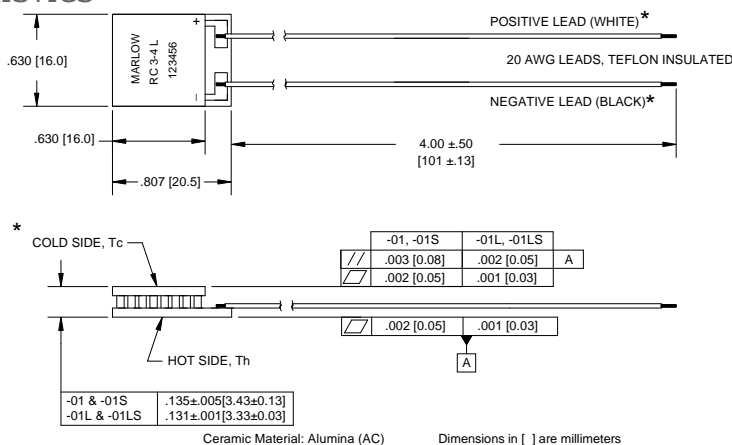 POSITIVE LEAD (WHITE)*
.630 [16.0]
MARLOW
RC 3-4 L
123456
+
–
20 AWG LEADS, TEFLON INSULATED
NEGATIVE LEAD (BLACK)*
.630 [16.0]
4.00 ±.50
[101 ±.13]
.807 [20.5]
*
COLD SIDE, Tc
-01, -01S -01L, -01LS
// .003 [0.08] .002 [0.05] A
.002 [0.05] .001 [0.03]
.002 [0.05] .001 [0.03]
A
HOT SIDE, Th
-01 & -01S .135±.005[3.43±0.13]
-01L & -01LS .131±.001[3.33±0.03]
Ceramic Material: Alumina (AC) Dimensions in [ ] are millimeters